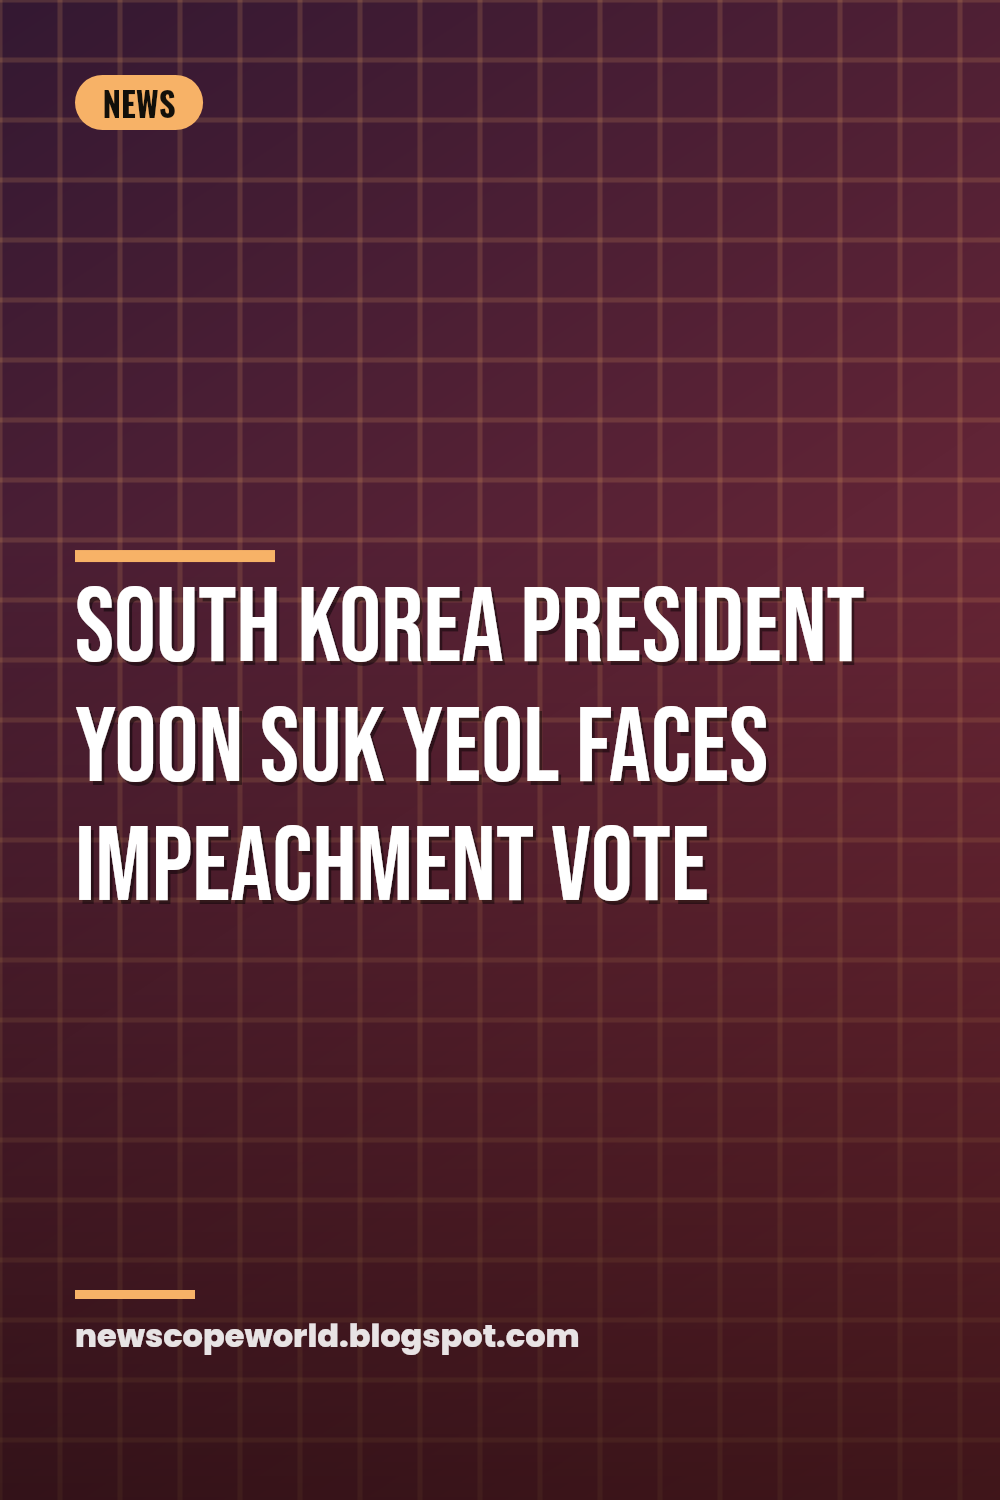 NEWS
SOUTH KOREA PRESIDENT
YOON SUK YEOL FACES
IMPEACHMENT VOTE
newscopeworld.blogspot.com